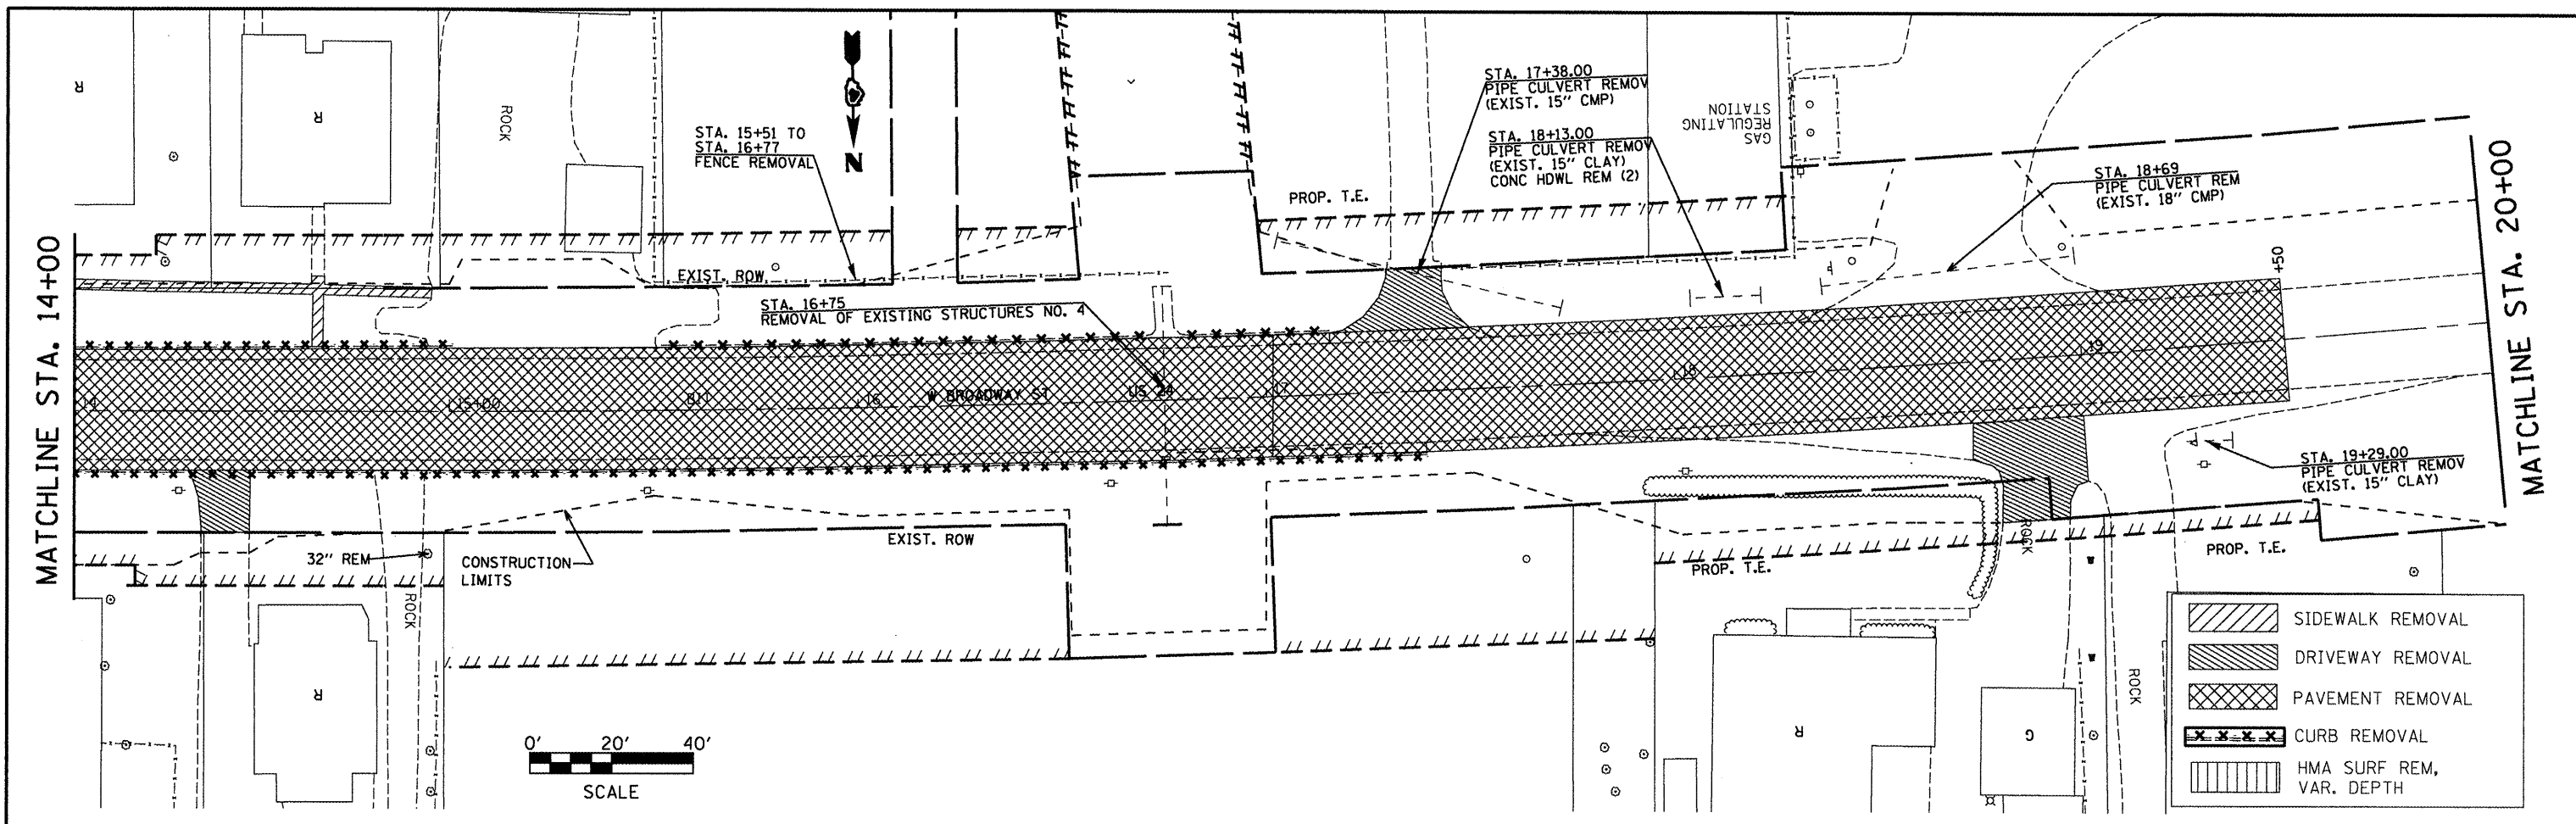 MATCHLINE STA. 14+00
R
R
ROCK
N
STA. 15+51 TO
STA. 16+77
FENCE REMOVAL
EXIST. ROW
STA. 16+75
REMOVAL OF EXISTING STRUCTURES NO. 4
PROP. T.E.
STA. 17+38.00
PIPE CULVERT REMOV
(EXIST. 15" CMP)
STA. 18+13.00
PIPE CULVERT REMOV
(EXIST. 15" CLAY)
CONC HDWL REM (2)
GAS
REGULATING
STATION
STA. 18+69
PIPE CULVERT REM
(EXIST. 18" CMP)
+50
MATCHLINE STA. 20+00
14
15+00
BIT
16
W BROADWAY ST
US 24
17
18
19
STA. 19+29.00
PIPE CULVERT REMOV
(EXIST. 15" CLAY)
32" REM
CONSTRUCTION
LIMITS
EXIST. ROW
PROP. T.E.
ROCK
PROP. T.E.
ROCK
R
R
G
ROCK
0' 20' 40'
SCALE
SIDEWALK REMOVAL
DRIVEWAY REMOVAL
PAVEMENT REMOVAL
CURB REMOVAL
HMA SURF REM,
VAR. DEPTH